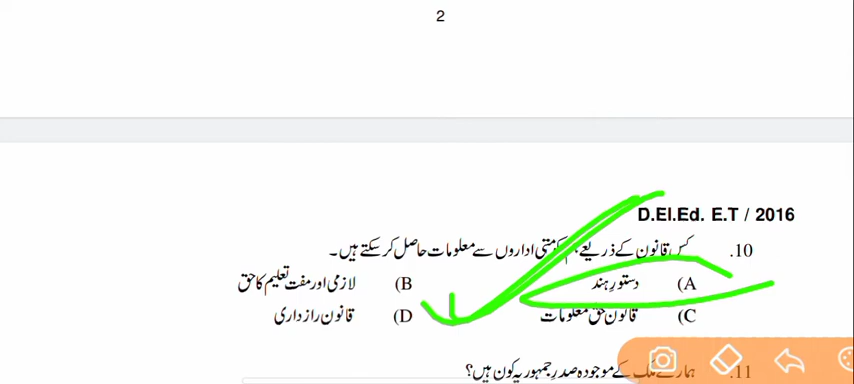 2
D.El.Ed. E.T / 2016
10. کس قانون کے ذریعے ہم حکومتی اداروں سے معلومات حاصل کر سکتے ہیں۔
A) دستورِ ہند B) لازمی اور مفت تعلیم کا حق
C) قانون حق معلومات D) قانون رازداری
11. ہمارے ملک کے موجودہ صدر جمہوریہ کون ہیں؟